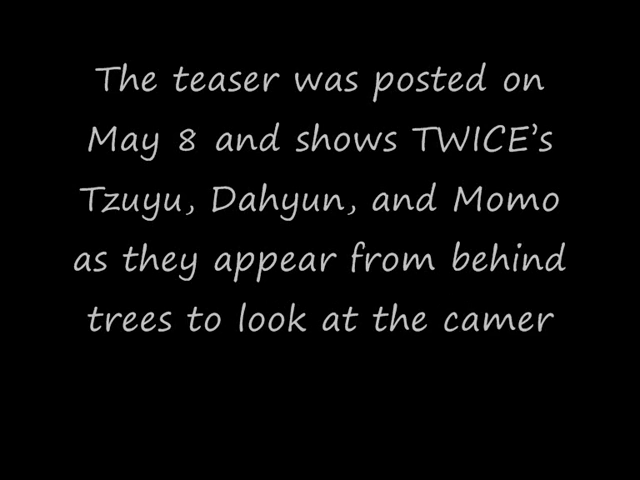 The teaser was posted on
May 8 and shows TWICE’s
Tzuyu, Dahyun, and Momo
as they appear from behind
trees to look at the camer